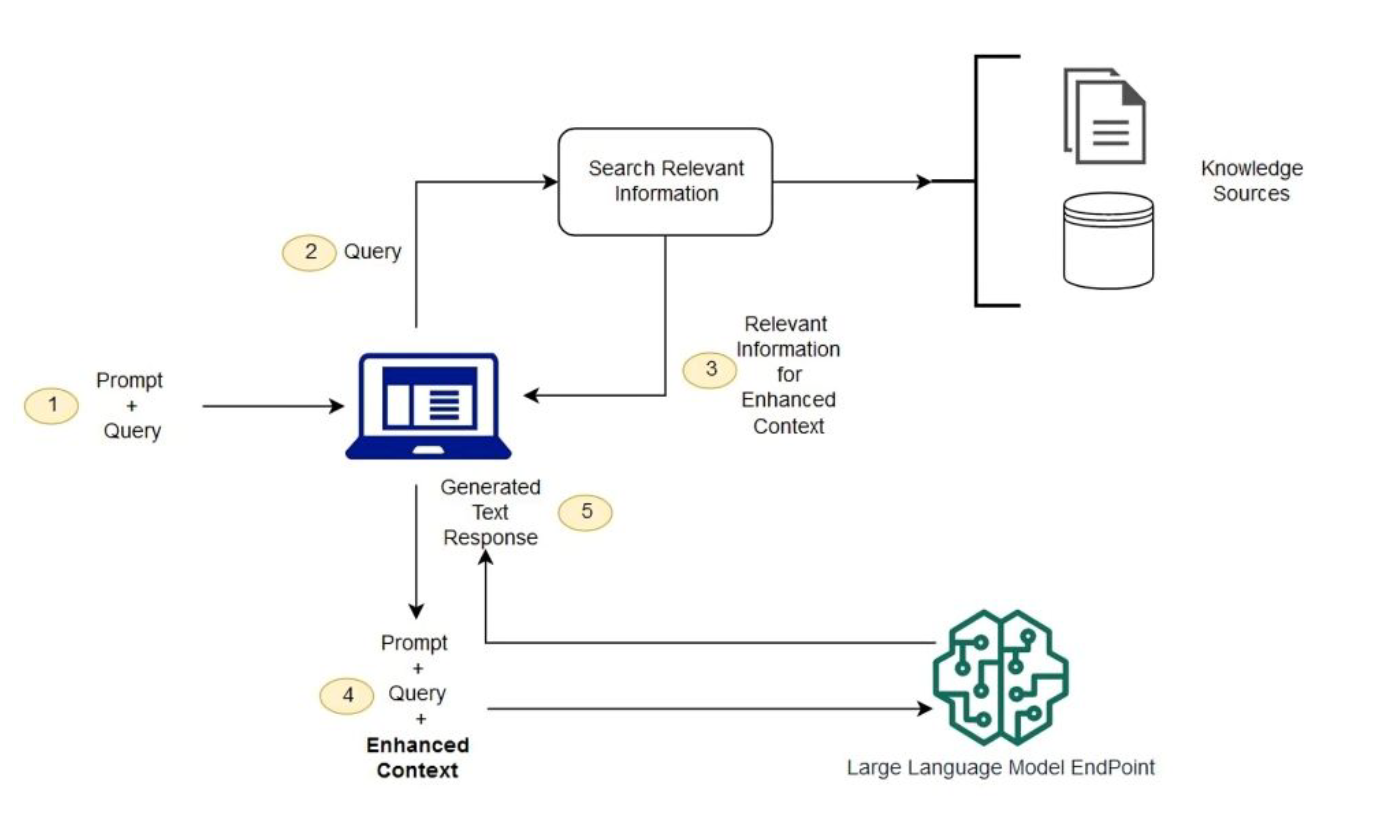 Search Relevant
Information
Knowledge
Sources
2 Query
Relevant
Information
for
Enhanced
Context
3
1
Prompt
+
Query
Generated
Text
Response
5
Prompt
+
Query
+
Enhanced
Context
4
Large Language Model EndPoint